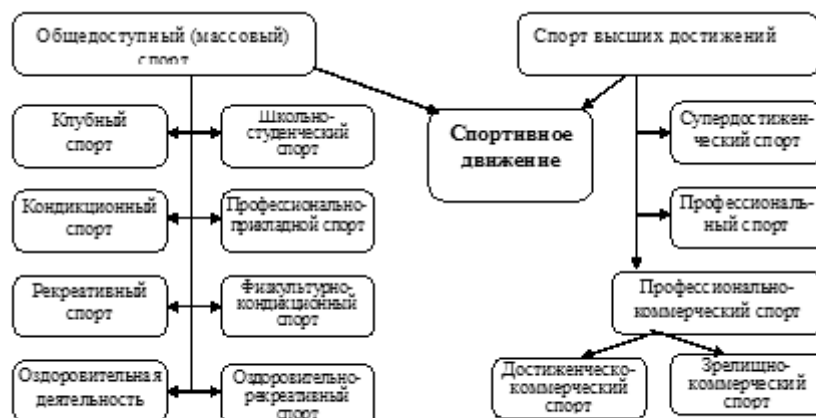 Общедоступный (массовый)
спорт
Спорт высших достижений
Клубный
спорт
Школьно-
студенческий
спорт
Спортивное
движение
Супердостижен-
ческий спорт
Кондикционный
спорт
Профессионально-
прикладной спорт
Профессиональ-
ный спорт
Рекреативный
спорт
Физкультурно-
кондикционный
спорт
Профессионально-
коммерческий спорт
Оздоровительная
деятельность
Оздоровительно-
рекреативный
спорт
Достиженческо-
коммерческий
спорт
Зрелищно-
коммерческий
спорт